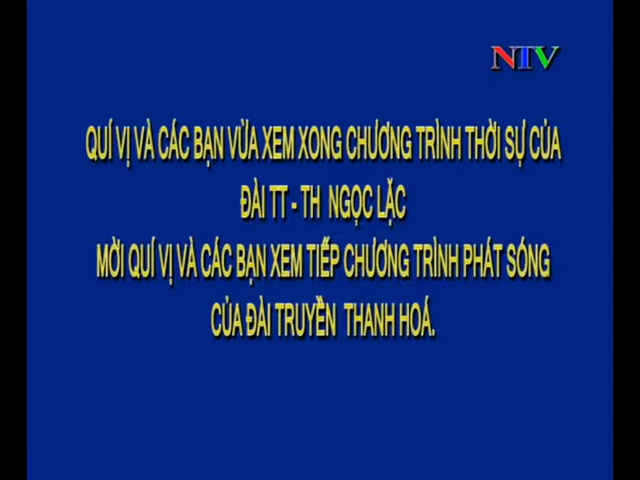 NTV
QUÍ VỊ VÀ CÁC BẠN VỪA XEM XONG CHƯƠNG TRÌNH THỜI SỰ CỦA
ĐÀI TT - TH NGỌC LẶC
MỜI QUÍ VỊ VÀ CÁC BẠN XEM TIẾP CHƯƠNG TRÌNH PHÁT SÓNG
CỦA ĐÀI TRUYỀN THANH HOÁ.